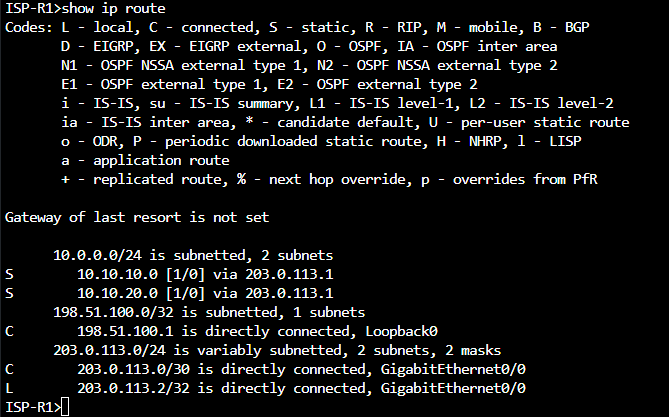 ISP-R1>show ip route
Codes: L - local, C - connected, S - static, R - RIP, M - mobile, B - BGP
       D - EIGRP, EX - EIGRP external, O - OSPF, IA - OSPF inter area
       N1 - OSPF NSSA external type 1, N2 - OSPF NSSA external type 2
       E1 - OSPF external type 1, E2 - OSPF external type 2
       i - IS-IS, su - IS-IS summary, L1 - IS-IS level-1, L2 - IS-IS level-2
       ia - IS-IS inter area, * - candidate default, U - per-user static route
       o - ODR, P - periodic downloaded static route, H - NHRP, l - LISP
       a - application route
       + - replicated route, % - next hop override, p - overrides from PfR
Gateway of last resort is not set
      10.0.0.0/24 is subnetted, 2 subnets
S        10.10.10.0 [1/0] via 203.0.113.1
S        10.10.20.0 [1/0] via 203.0.113.1
      198.51.100.0/32 is subnetted, 1 subnets
C        198.51.100.1 is directly connected, Loopback0
      203.0.113.0/24 is variably subnetted, 2 subnets, 2 masks
C        203.0.113.0/30 is directly connected, GigabitEthernet0/0
L        203.0.113.2/32 is directly connected, GigabitEthernet0/0
ISP-R1>